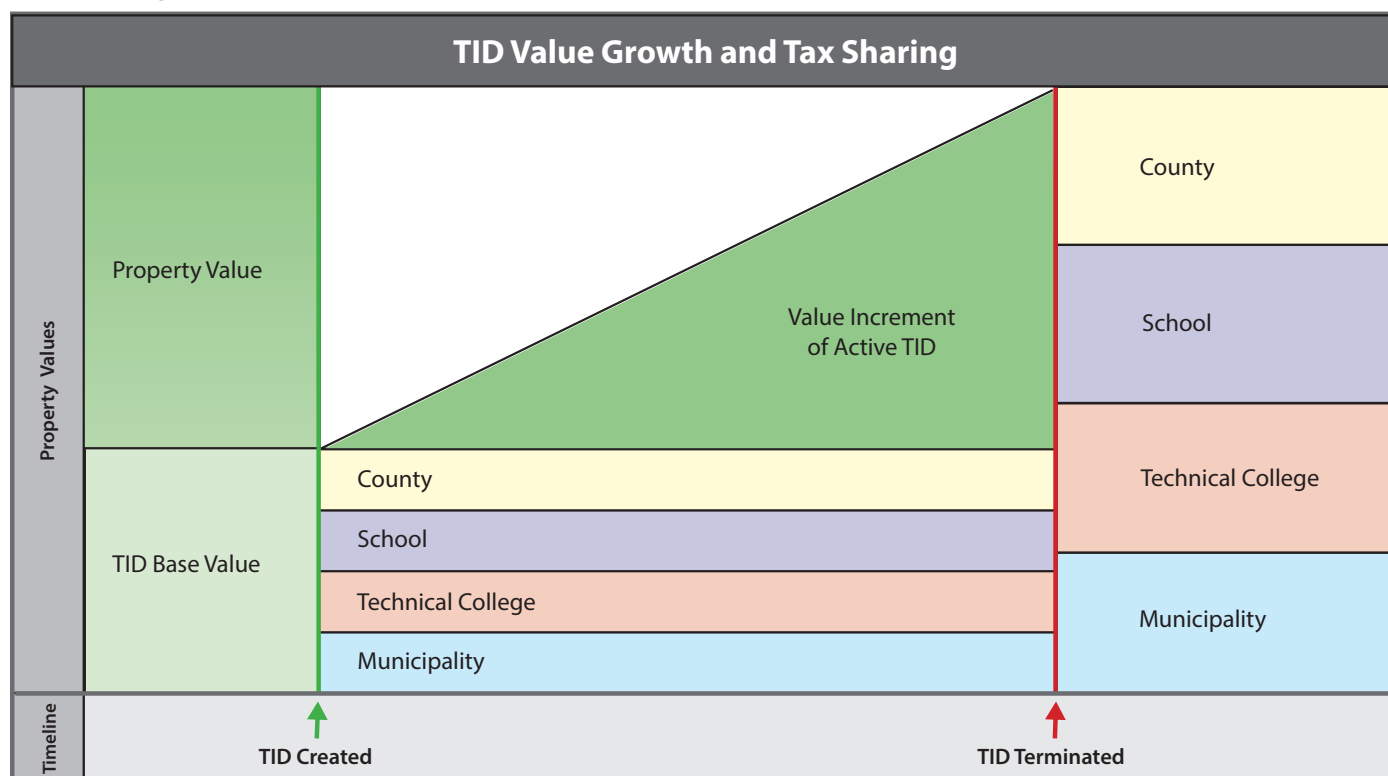 TID Value Growth and Tax Sharing
Property Values
Property Value
TID Base Value
Value Increment
of Active TID
County
School
Technical College
Municipality
County
School
Technical College
Municipality
Timeline
TID Created
TID Terminated